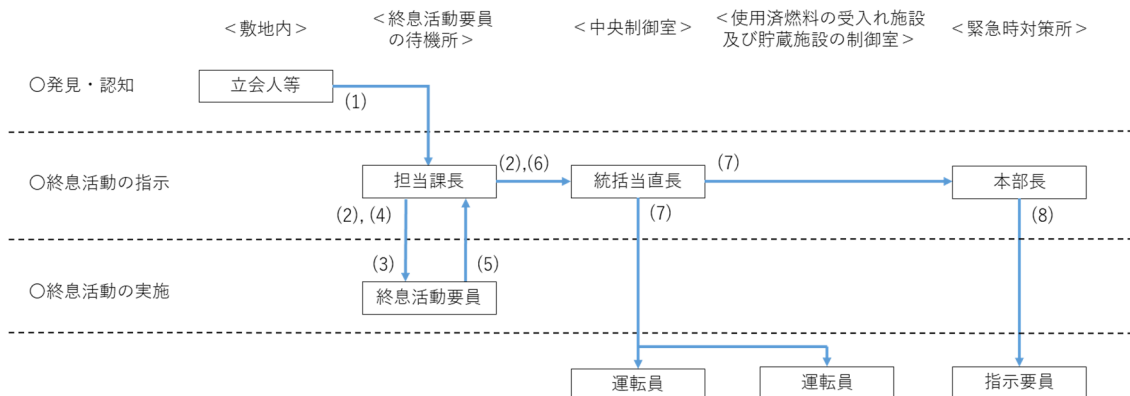 ＜敷地内＞
＜終息活動要員
の待機所＞
＜中央制御室＞
＜使用済燃料の受入れ施設
及び貯蔵施設の制御室＞
＜緊急時対策所＞
○発見・認知
立会人等
(1)
○終息活動の指示
担当課長
(2),(6)
統括当直長
(7)
本部長
(2), (4)
(7)
(8)
(3)
(5)
○終息活動の実施
終息活動要員
運転員
運転員
指示要員